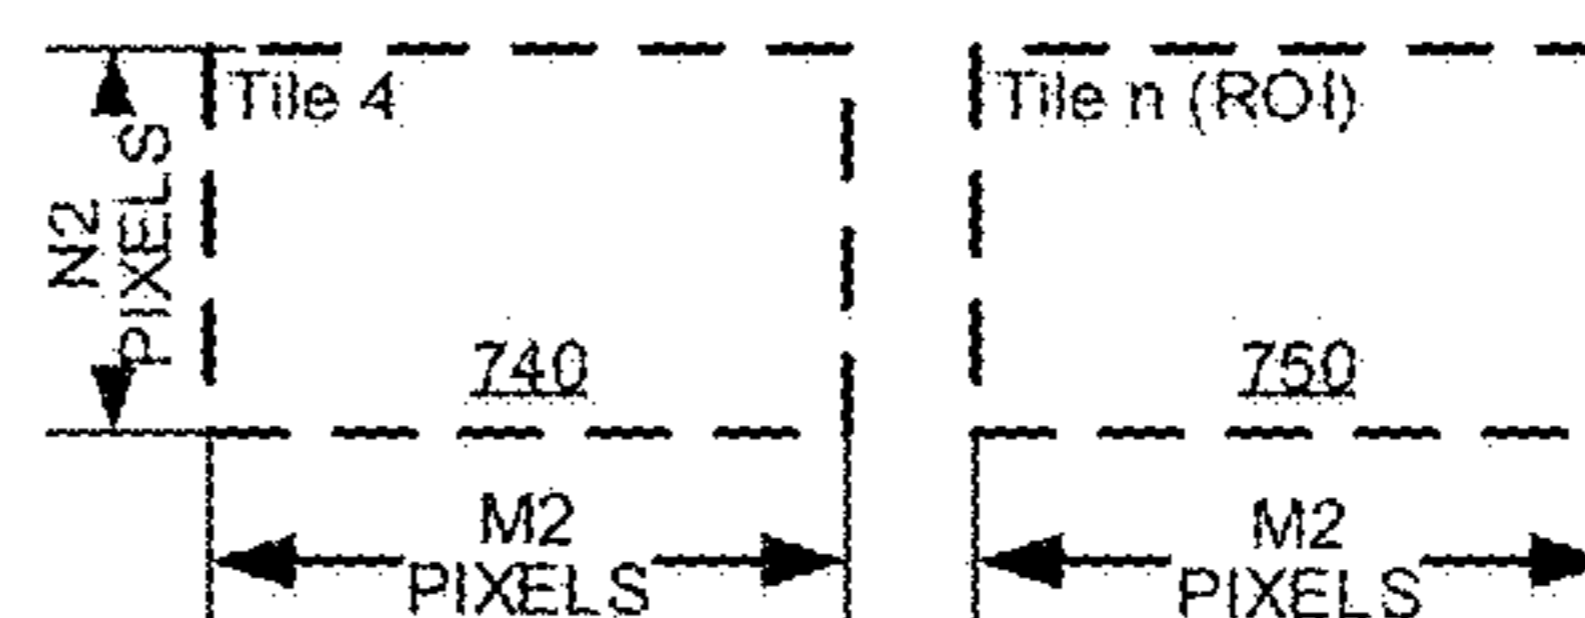 Tile 4
Tile n (ROI)
N2
PIXELS
740
750
M2
PIXELS
M2
PIXELS